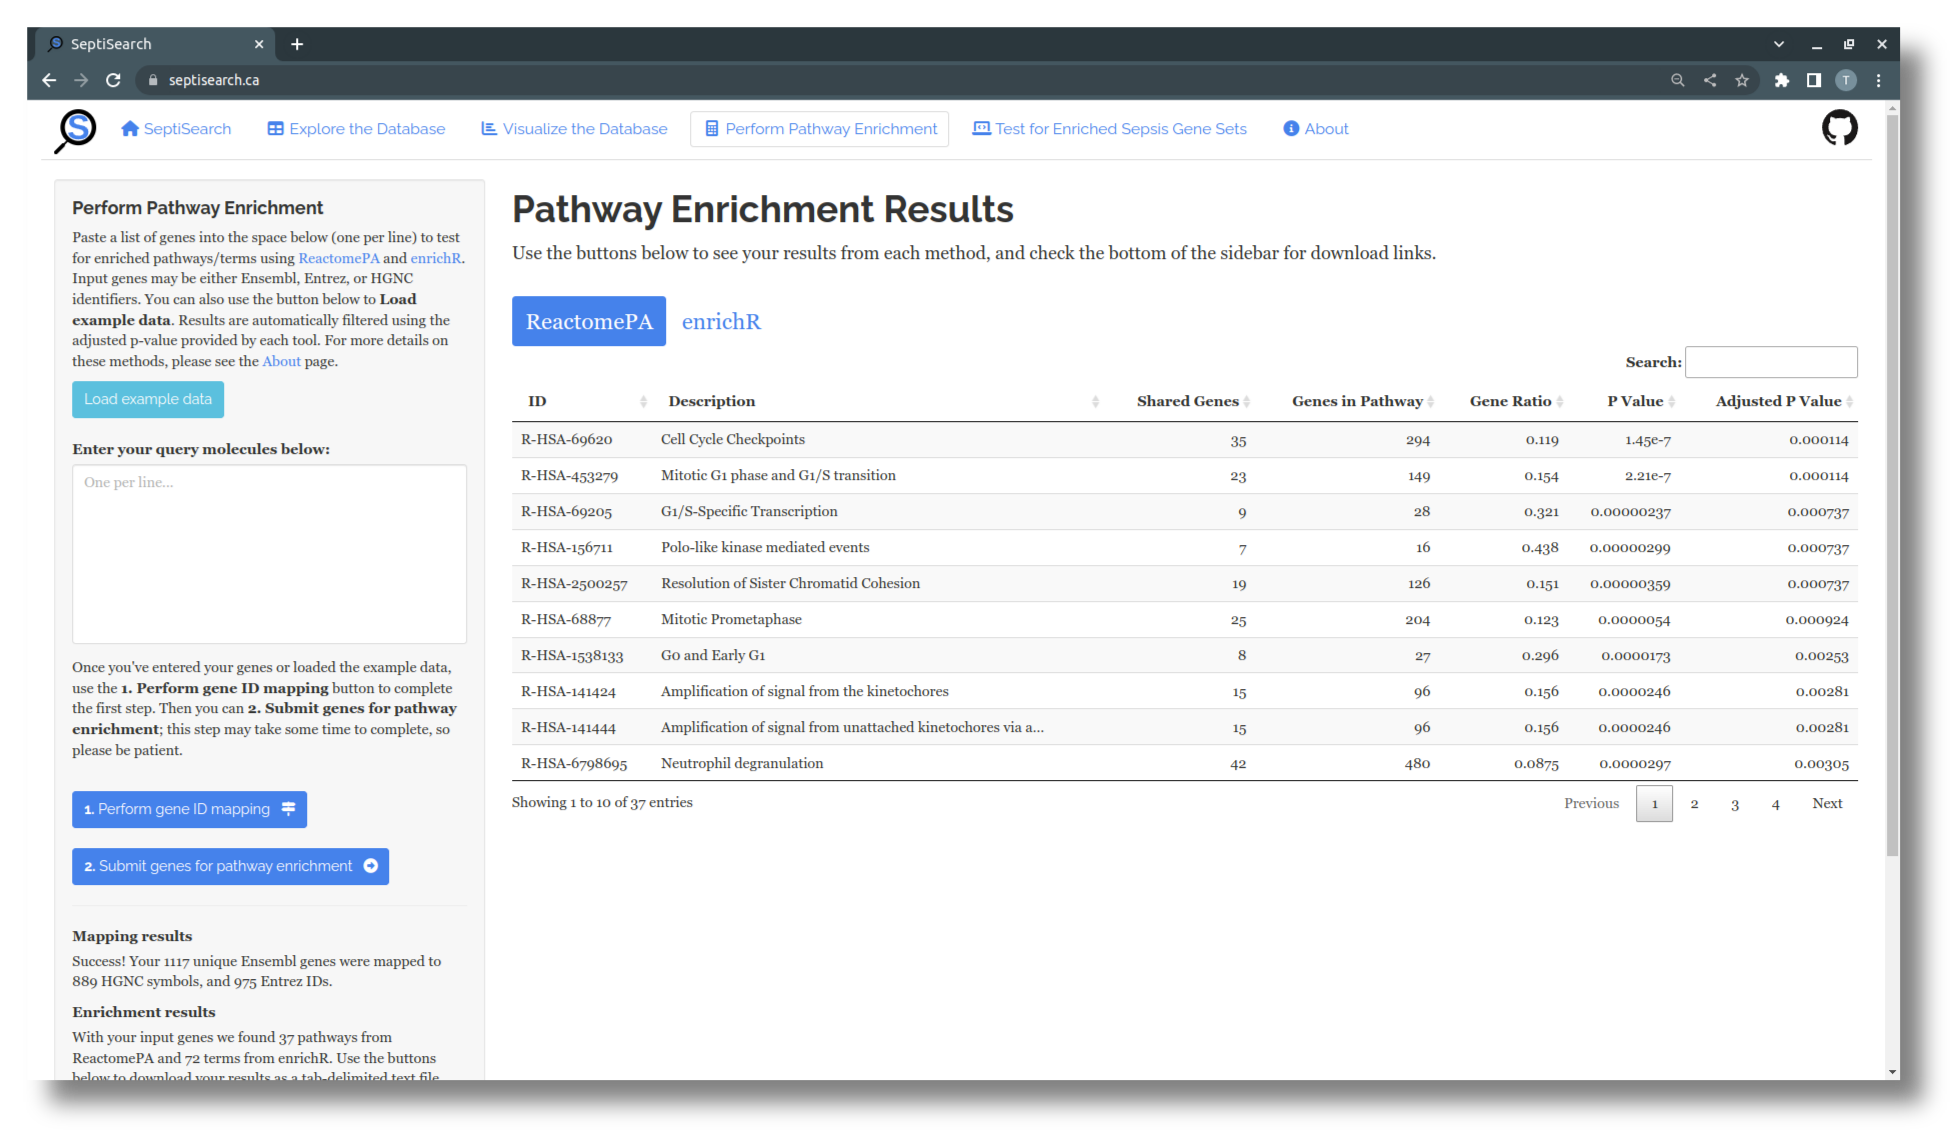 SeptiSearch
septisearch.ca
T
S
SeptiSearch
Explore the Database
Visualize the Database
Perform Pathway Enrichment
Test for Enriched Sepsis Gene Sets
About
Perform Pathway Enrichment
Paste a list of genes into the space below (one per line) to test
for enriched pathways/terms using ReactomePA and enrichR.
Input genes may be either Ensembl, Entrez, or HGNC
identifiers. You can also use the button below to Load
example data. Results are automatically filtered using the
adjusted p-value provided by each tool. For more details on
these methods, please see the About page.
Load example data
Enter your query molecules below:
One per line...
Once you've entered your genes or loaded the example data,
use the 1. Perform gene ID mapping button to complete
the first step. Then you can 2. Submit genes for pathway
enrichment; this step may take some time to complete, so
please be patient.
1. Perform gene ID mapping
2. Submit genes for pathway enrichment
Mapping results
Success! Your 1117 unique Ensembl genes were mapped to
889 HGNC symbols, and 975 Entrez IDs.
Enrichment results
With your input genes we found 37 pathways from
ReactomePA and 72 terms from enrichR. Use the buttons
below to download your results as a tab-delimited text file
Pathway Enrichment Results
Use the buttons below to see your results from each method, and check the bottom of the sidebar for download links.
ReactomePA enrichR
Search:
ID Description Shared Genes Genes in Pathway Gene Ratio P Value Adjusted P Value
R-HSA-69620 Cell Cycle Checkpoints 35 294 0.119 1.45e-7 0.000114
R-HSA-453279 Mitotic G1 phase and G1/S transition 23 149 0.154 2.21e-7 0.000114
R-HSA-69205 G1/S-Specific Transcription 9 28 0.321 0.00000237 0.000737
R-HSA-156711 Polo-like kinase mediated events 7 16 0.438 0.00000299 0.000737
R-HSA-2500257 Resolution of Sister Chromatid Cohesion 19 126 0.151 0.00000359 0.000737
R-HSA-68877 Mitotic Prometaphase 25 204 0.123 0.0000054 0.000924
R-HSA-1538133 G0 and Early G1 8 27 0.296 0.0000173 0.00253
R-HSA-141424 Amplification of signal from the kinetochores 15 96 0.156 0.0000246 0.00281
R-HSA-141444 Amplification of signal from unattached kinetochores via a... 15 96 0.156 0.0000246 0.00281
R-HSA-6798695 Neutrophil degranulation 42 480 0.0875 0.0000297 0.00305
Showing 1 to 10 of 37 entries
Previous 1 2 3 4 Next